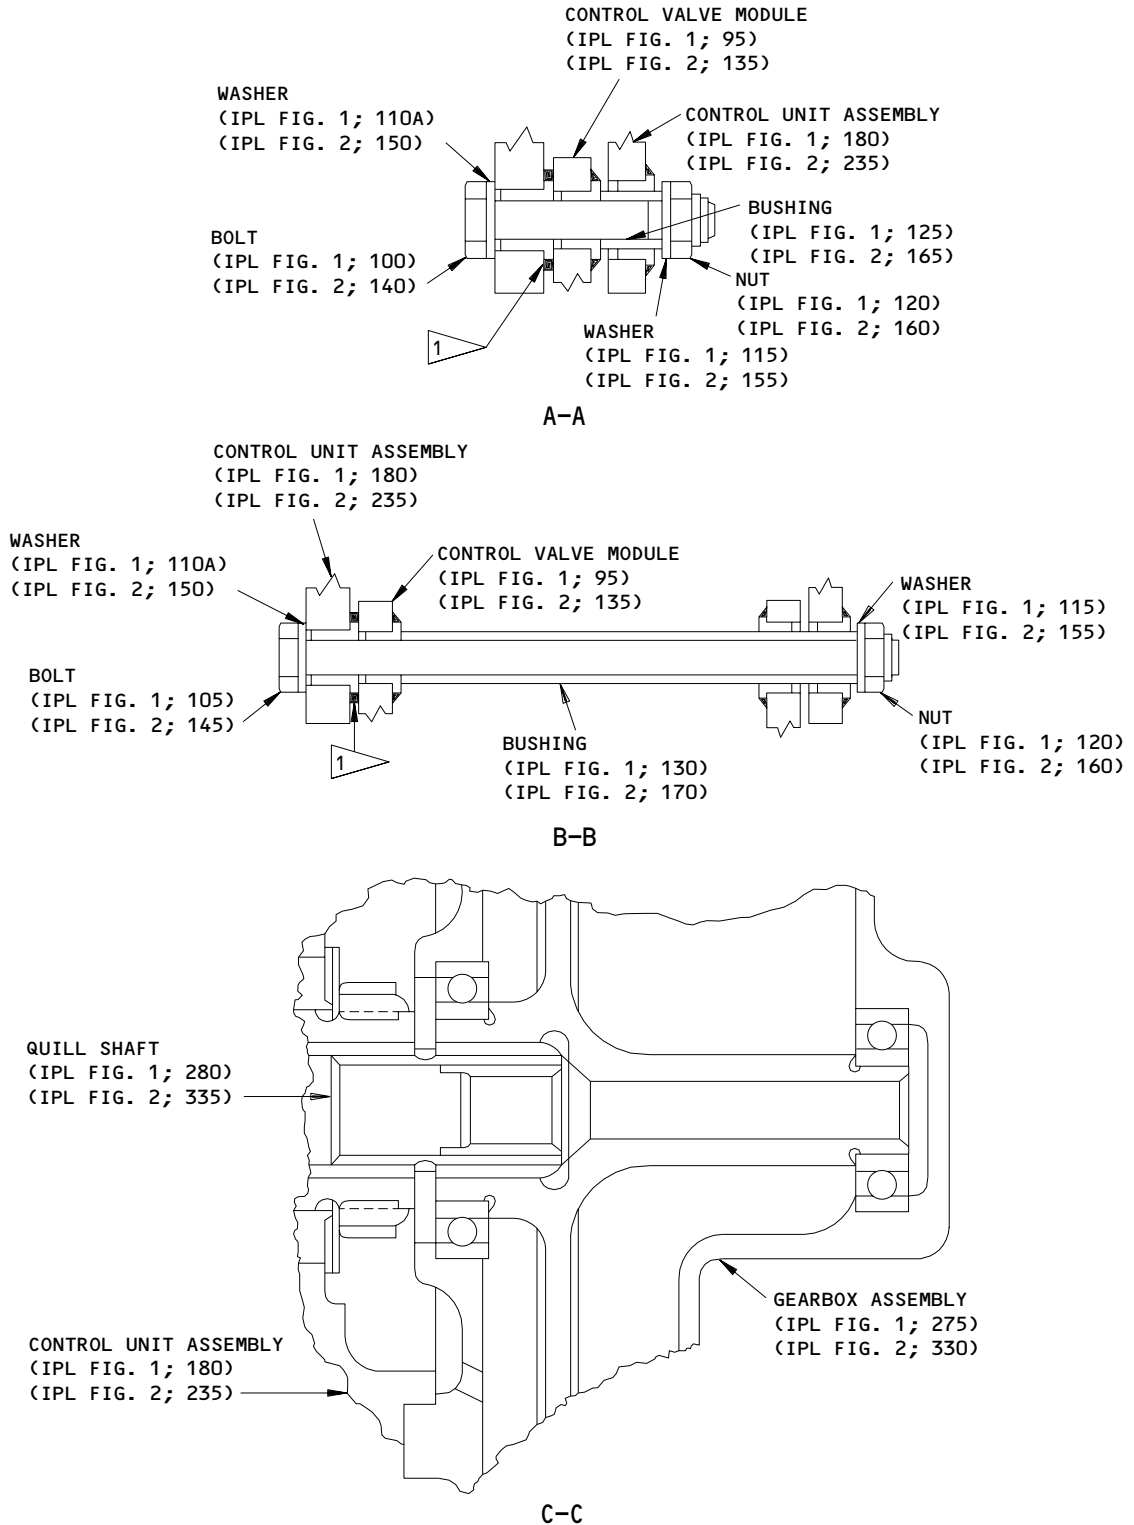 CONTROL VALVE MODULE
(IPL FIG. 1; 95)
(IPL FIG. 2; 135)
WASHER
(IPL FIG. 1; 110A)
(IPL FIG. 2; 150)
CONTROL UNIT ASSEMBLY
(IPL FIG. 1; 180)
(IPL FIG. 2; 235)
BUSHING
(IPL FIG. 1; 125)
(IPL FIG. 2; 165)
BOLT
(IPL FIG. 1; 100)
(IPL FIG. 2; 140)
NUT
(IPL FIG. 1; 120)
(IPL FIG. 2; 160)
WASHER
(IPL FIG. 1; 115)
(IPL FIG. 2; 155)
1
A-A
CONTROL UNIT ASSEMBLY
(IPL FIG. 1; 180)
(IPL FIG. 2; 235)
WASHER
(IPL FIG. 1; 110A)
(IPL FIG. 2; 150)
CONTROL VALVE MODULE
(IPL FIG. 1; 95)
(IPL FIG. 2; 135)
WASHER
(IPL FIG. 1; 115)
(IPL FIG. 2; 155)
BOLT
(IPL FIG. 1; 105)
(IPL FIG. 2; 145)
1
BUSHING
(IPL FIG. 1; 130)
(IPL FIG. 2; 170)
NUT
(IPL FIG. 1; 120)
(IPL FIG. 2; 160)
B-B
QUILL SHAFT
(IPL FIG. 1; 280)
(IPL FIG. 2; 335)
GEARBOX ASSEMBLY
(IPL FIG. 1; 275)
(IPL FIG. 2; 330)
CONTROL UNIT ASSEMBLY
(IPL FIG. 1; 180)
(IPL FIG. 2; 235)
C-C